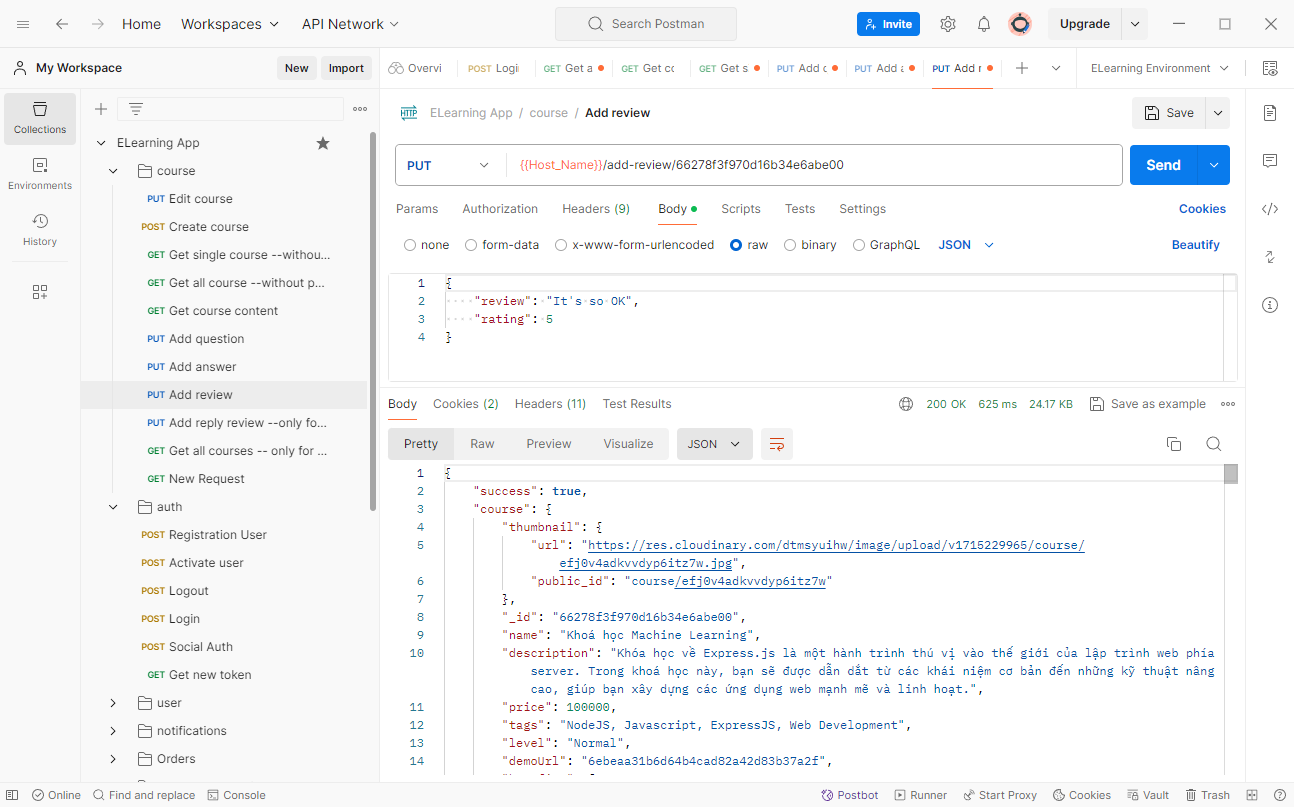 Home Workspaces API Network Search Postman Invite Upgrade
My Workspace New Import Overvi POST Logi GET Get a GET Get co GET Get s PUT Add PUT Add PUT Add ELearning Environment
Collections
Environments
History
ELearning App
course
PUT Edit course
POST Create course
GET Get single course --withou...
GET Get all course --without p...
GET Get course content
PUT Add question
PUT Add answer
PUT Add review
PUT Add reply review --only fo...
GET Get all courses -- only for ...
GET New Request
auth
POST Registration User
POST Activate user
POST Logout
POST Login
POST Social Auth
GET Get new token
user
notifications
Orders
HTTP ELearning App / course / Add review Save
PUT {{Host_Name}}/add-review/66278f3f970d16b34e6abe00 Send
Params Authorization Headers (9) Body Scripts Tests Settings Cookies
none form-data x-www-form-urlencoded raw binary GraphQL JSON Beautify
1 {
2 "review": "It's so OK",
3 "rating": 5
4 }
Body Cookies (2) Headers (11) Test Results 200 OK 625 ms 24.17 KB Save as example
Pretty Raw Preview Visualize JSON
1 {
2 "success": true,
3 "course": {
4 "thumbnail": {
5 "url": "https://res.cloudinary.com/dtmsyuihw/image/upload/v1715229965/course/
efj0v4adkvvdyp6itz7w.jpg",
6 "public_id": "course/efj0v4adkvvdyp6itz7w"
7 },
8 "_id": "66278f3f970d16b34e6abe00",
9 "name": "Khoá học Machine Learning",
10 "description": "Khóa học về Express.js là một hành trình thú vị vào thế giới của lập trình web phía
server. Trong khoá học này, bạn sẽ được dẫn dắt từ các khái niệm cơ bản đến những kỹ thuật nâng
cao, giúp bạn xây dựng các ứng dụng web mạnh mẽ và linh hoạt.",
11 "price": 100000,
12 "tags": "NodeJS, Javascript, ExpressJS, Web Development",
13 "level": "Normal",
14 "demoUrl": "6ebeaa31b6d64b4cad82a42d83b37a2f",
Online Find and replace Console Postbot Runner Start Proxy Cookies Vault Trash